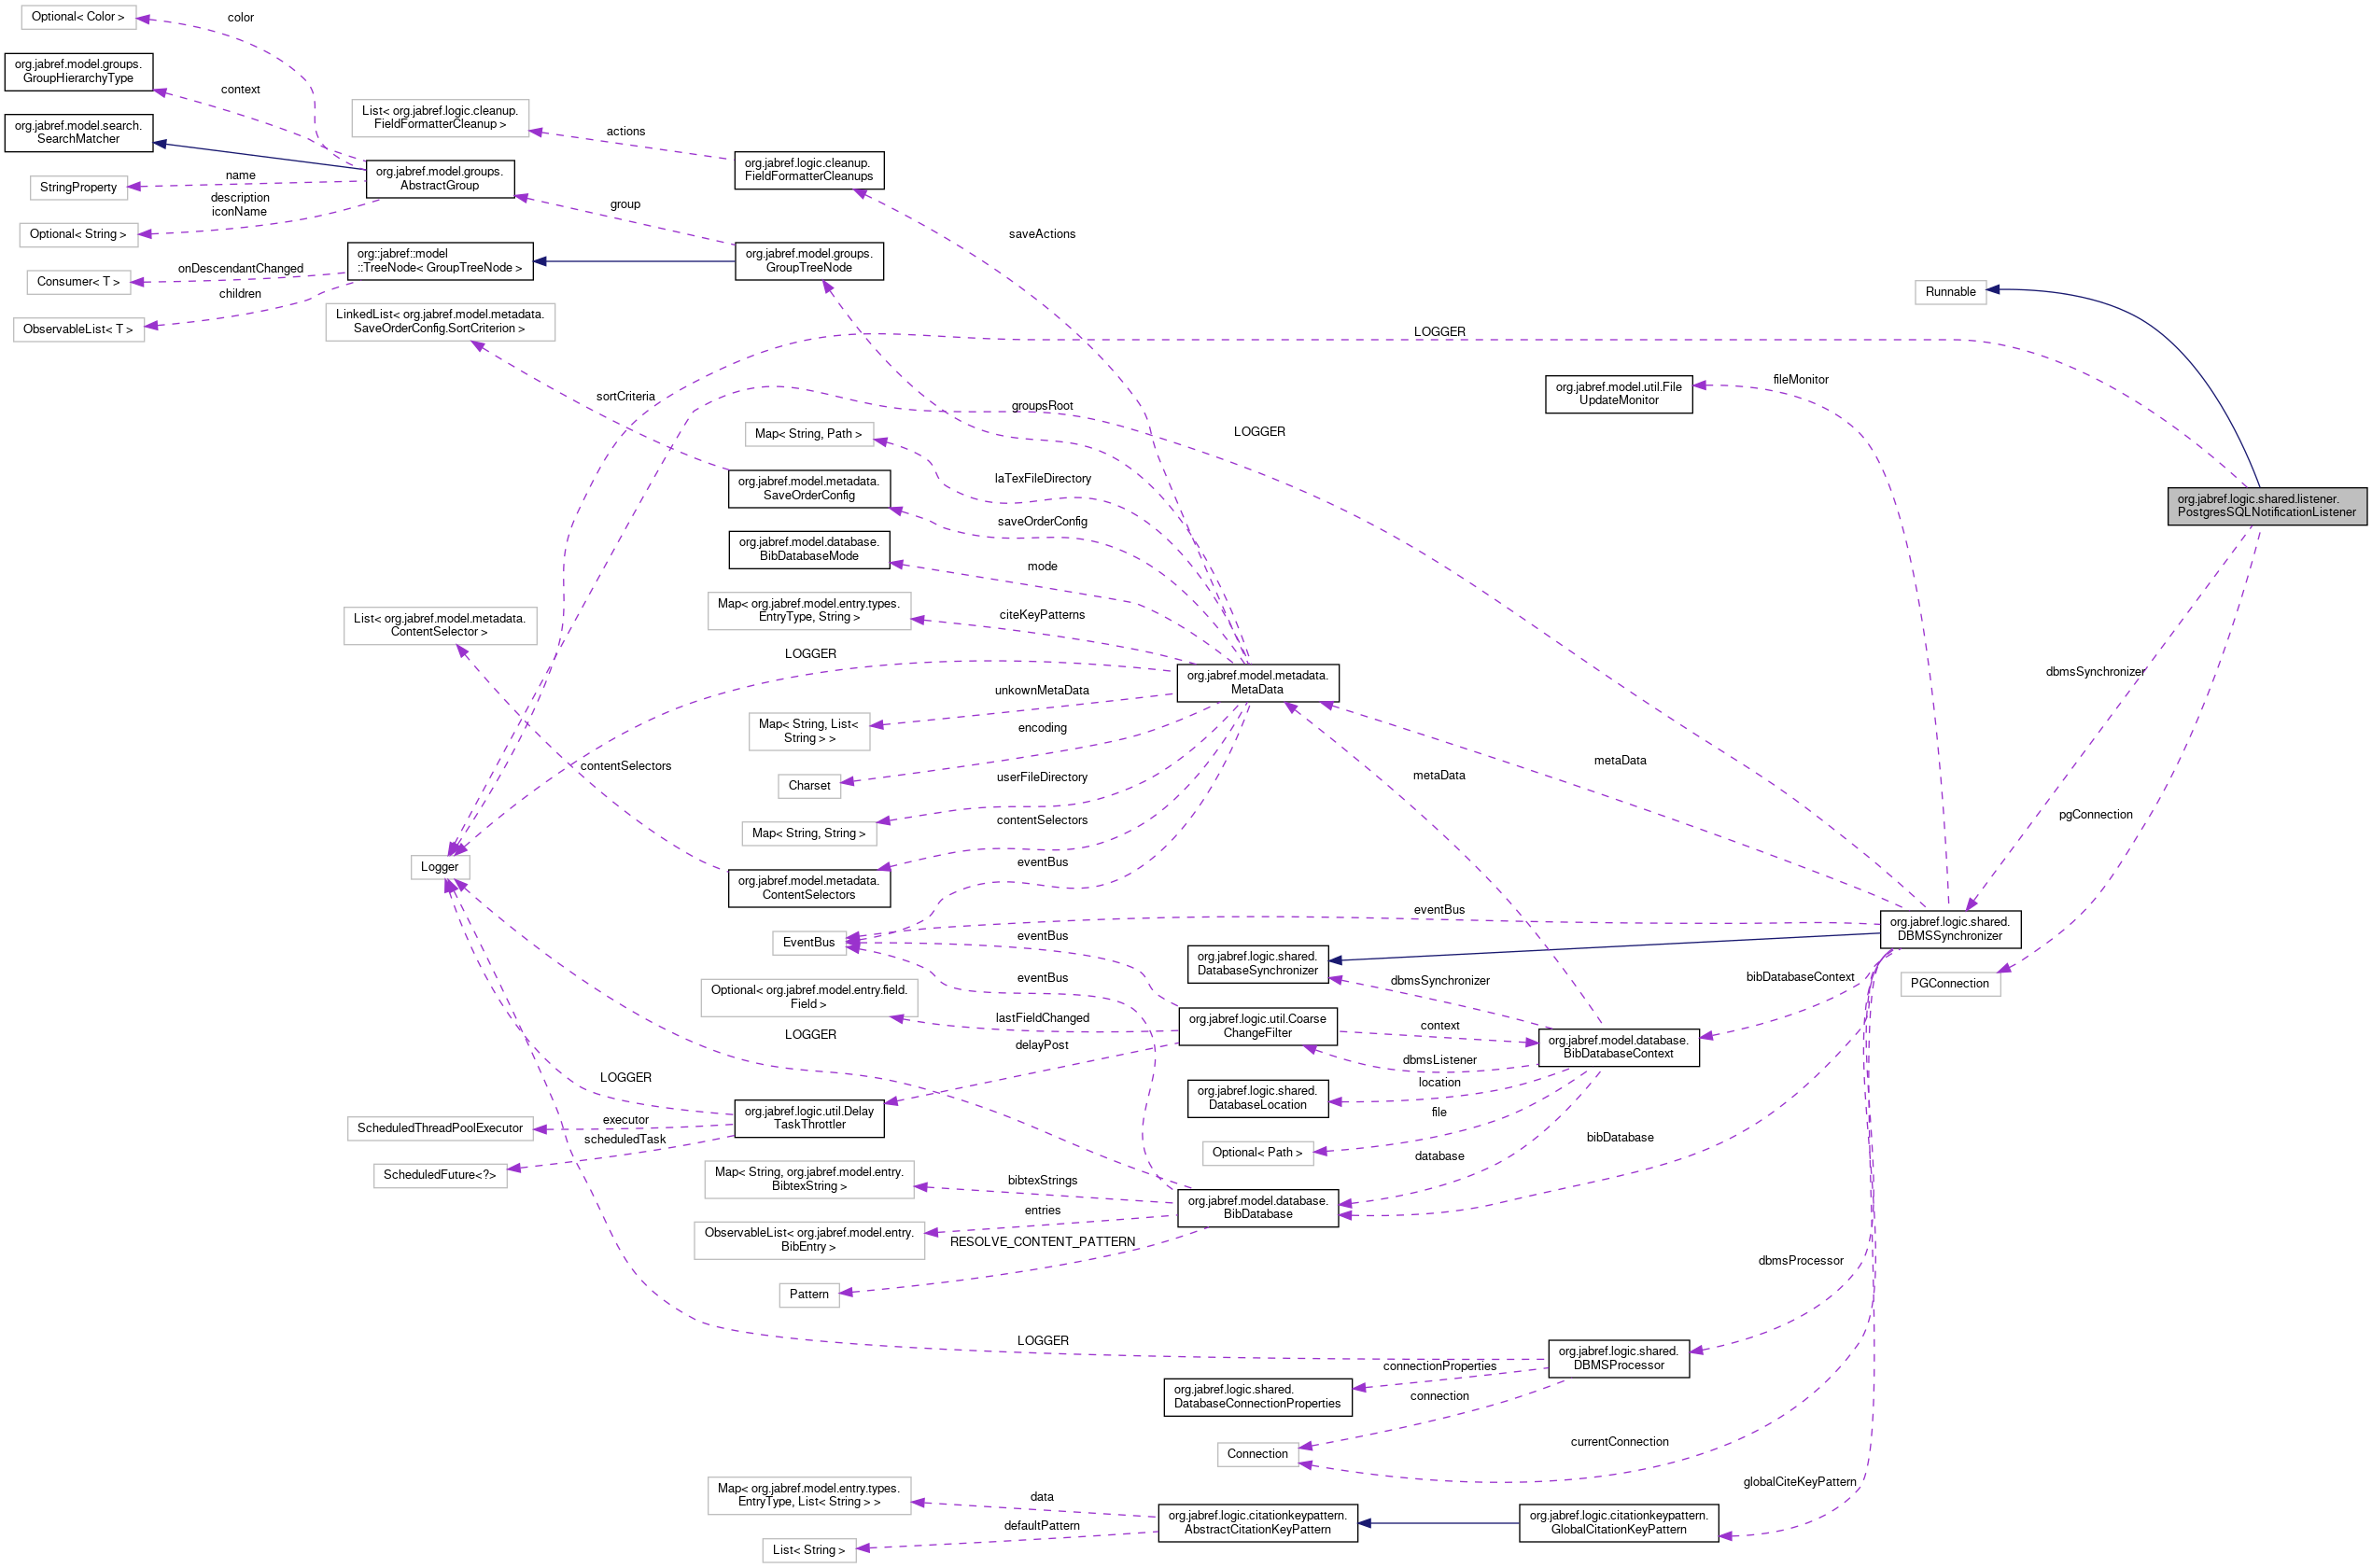 Optional< Color >
color
org.jabref.model.groups.
GroupHierarchyType
context
org.jabref.model.search.
SearchMatcher
StringProperty
name
description
iconName
Optional< String >
org.jabref.model.groups.
AbstractGroup
List< org.jabref.logic.cleanup.
FieldFormatterCleanup >
actions
org.jabref.logic.cleanup.
FieldFormatterCleanups
group
saveActions
Consumer< T >
onDescendantChanged
children
ObservableList< T >
org::jabref::model
::TreeNode< GroupTreeNode >
org.jabref.model.groups.
GroupTreeNode
LinkedList< org.jabref.model.metadata.
SaveOrderConfig.SortCriterion >
Runnable
LOGGER
org.jabref.model.util.File
UpdateMonitor
fileMonitor
sortCriteria
groupsRoot
LOGGER
Map< String, Path >
laTexFileDirectory
org.jabref.model.metadata.
SaveOrderConfig
saveOrderConfig
org.jabref.logic.shared.listener.
PostgresSQLNotificationListener
org.jabref.model.database.
BibDatabaseMode
mode
Map< org.jabref.model.entry.types.
EntryType, String >
citeKeyPatterns
List< org.jabref.model.metadata.
ContentSelector >
LOGGER
org.jabref.model.metadata.
MetaData
dbmsSynchronizer
unkownMetaData
Map< String, List<
String > >
encoding
contentSelectors
metaData
metaData
Charset
userFileDirectory
pgConnection
Map< String, String >
contentSelectors
Logger
eventBus
org.jabref.model.metadata.
ContentSelectors
eventBus
org.jabref.logic.shared.
DBMSSynchronizer
EventBus
eventBus
org.jabref.logic.shared.
DatabaseSynchronizer
bibDatabaseContext
PGConnection
eventBus
dbmsSynchronizer
Optional< org.jabref.model.entry.field.
Field >
lastFieldChanged
org.jabref.logic.util.Coarse
ChangeFilter
context
LOGGER
delayPost
org.jabref.model.database.
BibDatabaseContext
dbmsListener
LOGGER
location
org.jabref.logic.shared.
DatabaseLocation
org.jabref.logic.util.Delay
TaskThrottler
ScheduledThreadPoolExecutor
executor
scheduledTask
file
bibDatabase
Optional< Path >
database
ScheduledFuture<?>
Map< String, org.jabref.model.entry.
BibtexString >
bibtexStrings
org.jabref.model.database.
BibDatabase
entries
ObservableList< org.jabref.model.entry.
BibEntry >
RESOLVE_CONTENT_PATTERN
dbmsProcessor
Pattern
LOGGER
org.jabref.logic.shared.
DBMSProcessor
connectionProperties
org.jabref.logic.shared.
DatabaseConnectionProperties
connection
currentConnection
Connection
globalCiteKeyPattern
Map< org.jabref.model.entry.types.
EntryType, List< String > >
data
defaultPattern
List< String >
org.jabref.logic.citationkeypattern.
AbstractCitationKeyPattern
org.jabref.logic.citationkeypattern.
GlobalCitationKeyPattern